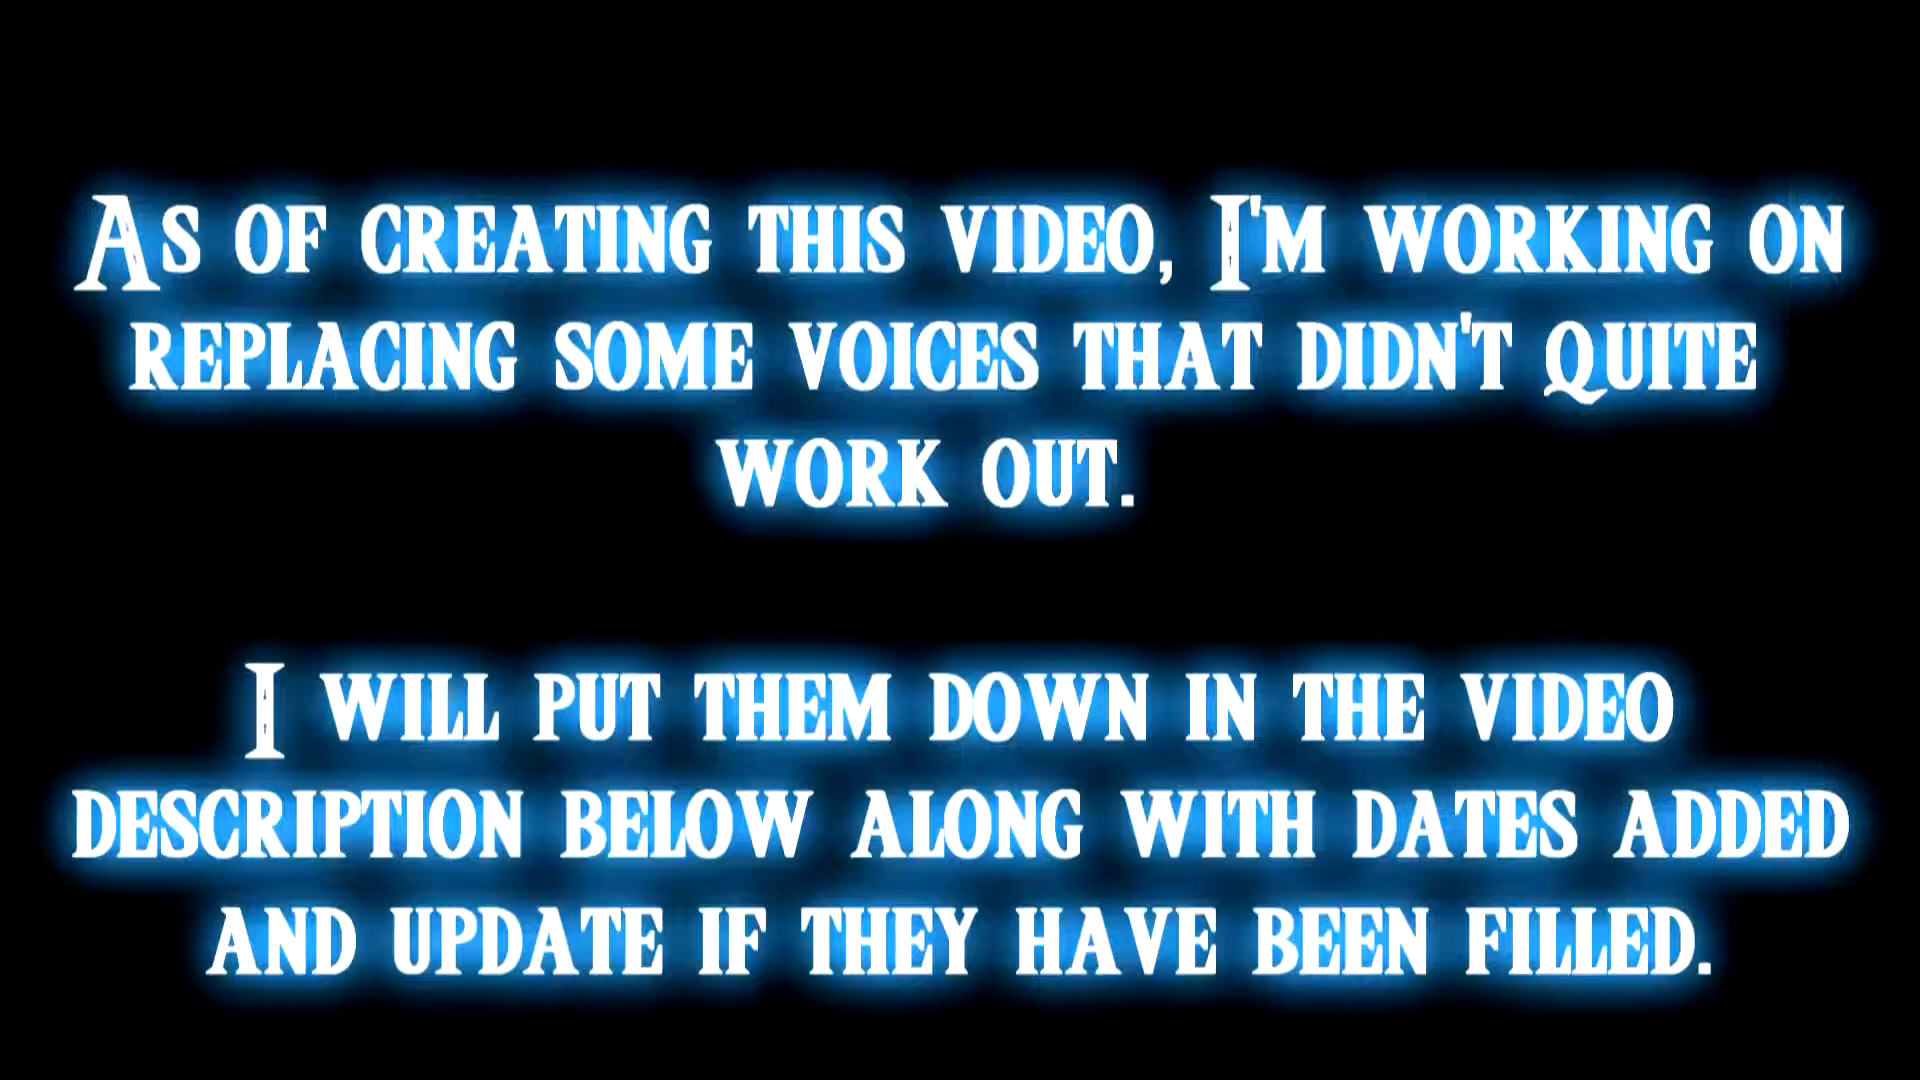 As of creating this video, I'm working on
replacing some voices that didn't quite
work out.
I will put them down in the video
description below along with dates added
and update if they have been filled.